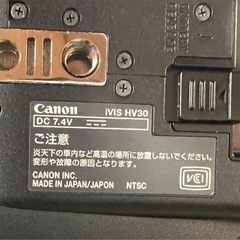 Canon iVIS HV30
DC 7.4V
ご注意
炎天下の車内など高温の場所に放置しないでください。
変形や故障の原因となります。
CANON INC.
MADE IN JAPAN/JAPON NTSC
VCI